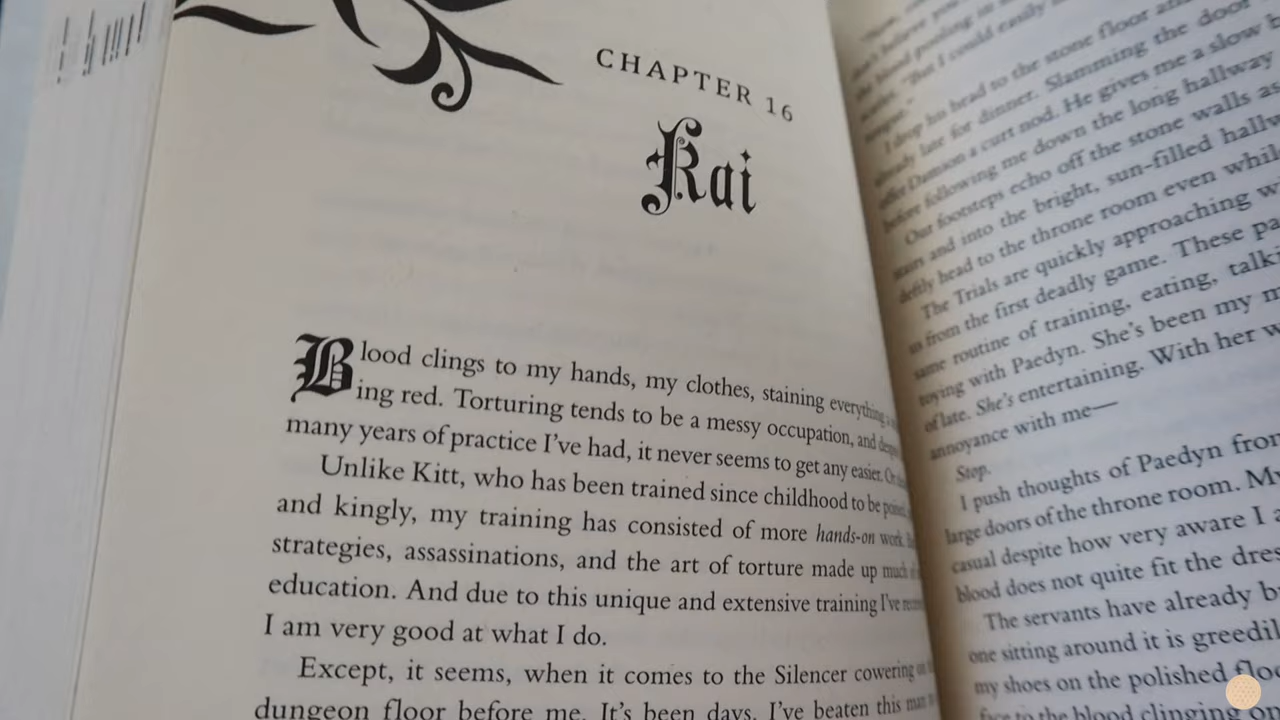 CHAPTER 16
Kai
Blood clings to my hands, my clothes, staining everything
ing red. Torturing tends to be a messy occupation, and
many years of practice I've had, it never seems to get any easier. Or
Unlike Kitt, who has been trained since childhood to be poised,
and kingly, my training has consisted of more hands-on work.
strategies, assassinations, and the art of torture made up much
education. And due to this unique and extensive training I've
I am very good at what I do.
Except, it seems, when it comes to the Silencer cowering
dungeon floor before me. It's been days. I've beaten this man
"But I could easily
I drop his head to the stone floor
already late for dinner. Slamming the door
offer Damion a curt nod. He gives me a slow
before following me down the long hallway
Our footsteps echo off the stone walls as
stairs and into the bright, sun-filled
deftly head to the throne room even while
The Trials are quickly approaching
us from the first deadly game. These
same routine of training, eating,
toying with Paedyn. She's been my
of late. She's entertaining. With her
annoyance with me—
Stop.
I push thoughts of Paedyn from
large doors of the throne room. My
casual despite how very aware I
blood does not quite fit the
The servants have already
one sitting around it is
my shoes on the polished
face to the blood clinging